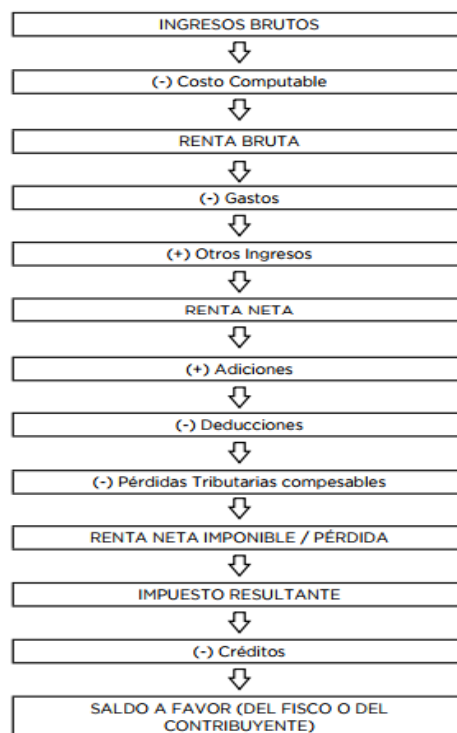 INGRESOS BRUTOS
(-) Costo Computable
RENTA BRUTA
(-) Gastos
(+) Otros Ingresos
RENTA NETA
(+) Adiciones
(-) Deducciones
(-) Pérdidas Tributarias compesables
RENTA NETA IMPONIBLE / PÉRDIDA
IMPUESTO RESULTANTE
(-) Créditos
SALDO A FAVOR (DEL FISCO O DEL
CONTRIBUYENTE)